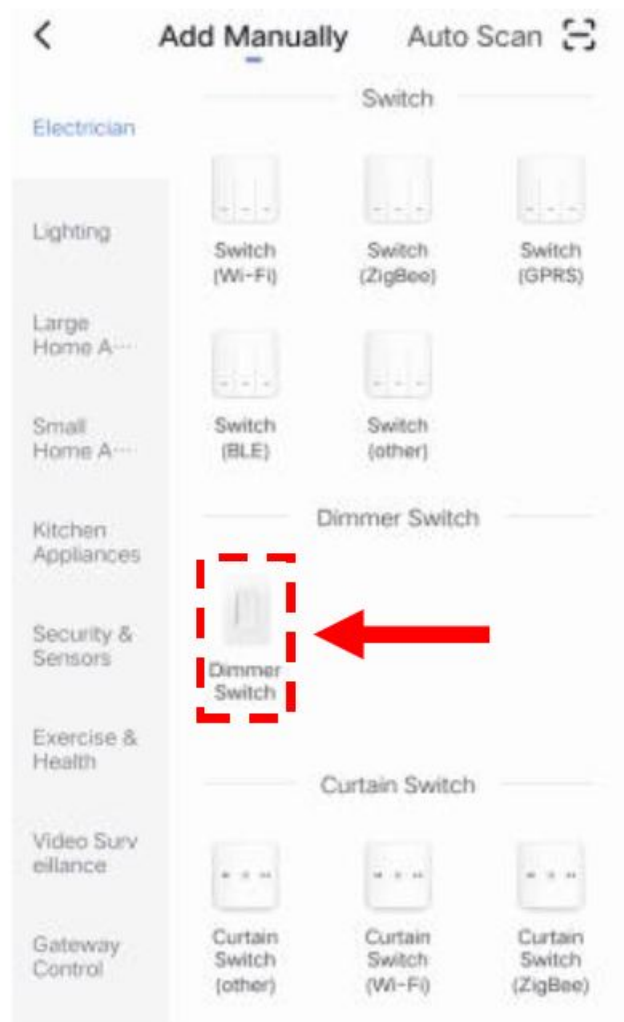 Add Manually
Auto Scan
Electrician
Lighting
Large
Home A···
Small
Home A···
Kitchen
Appliances
Security &
Sensors
Exercise &
Health
Video Surv
eillance
Gateway
Control
Switch
Switch
(Wi-Fi)
Switch
(ZigBee)
Switch
(GPRS)
Switch
(BLE)
Switch
(other)
Dimmer Switch
Dimmer
Switch
Curtain Switch
Curtain
Switch
(other)
Curtain
Switch
(Wi-Fi)
Curtain
Switch
(ZigBee)